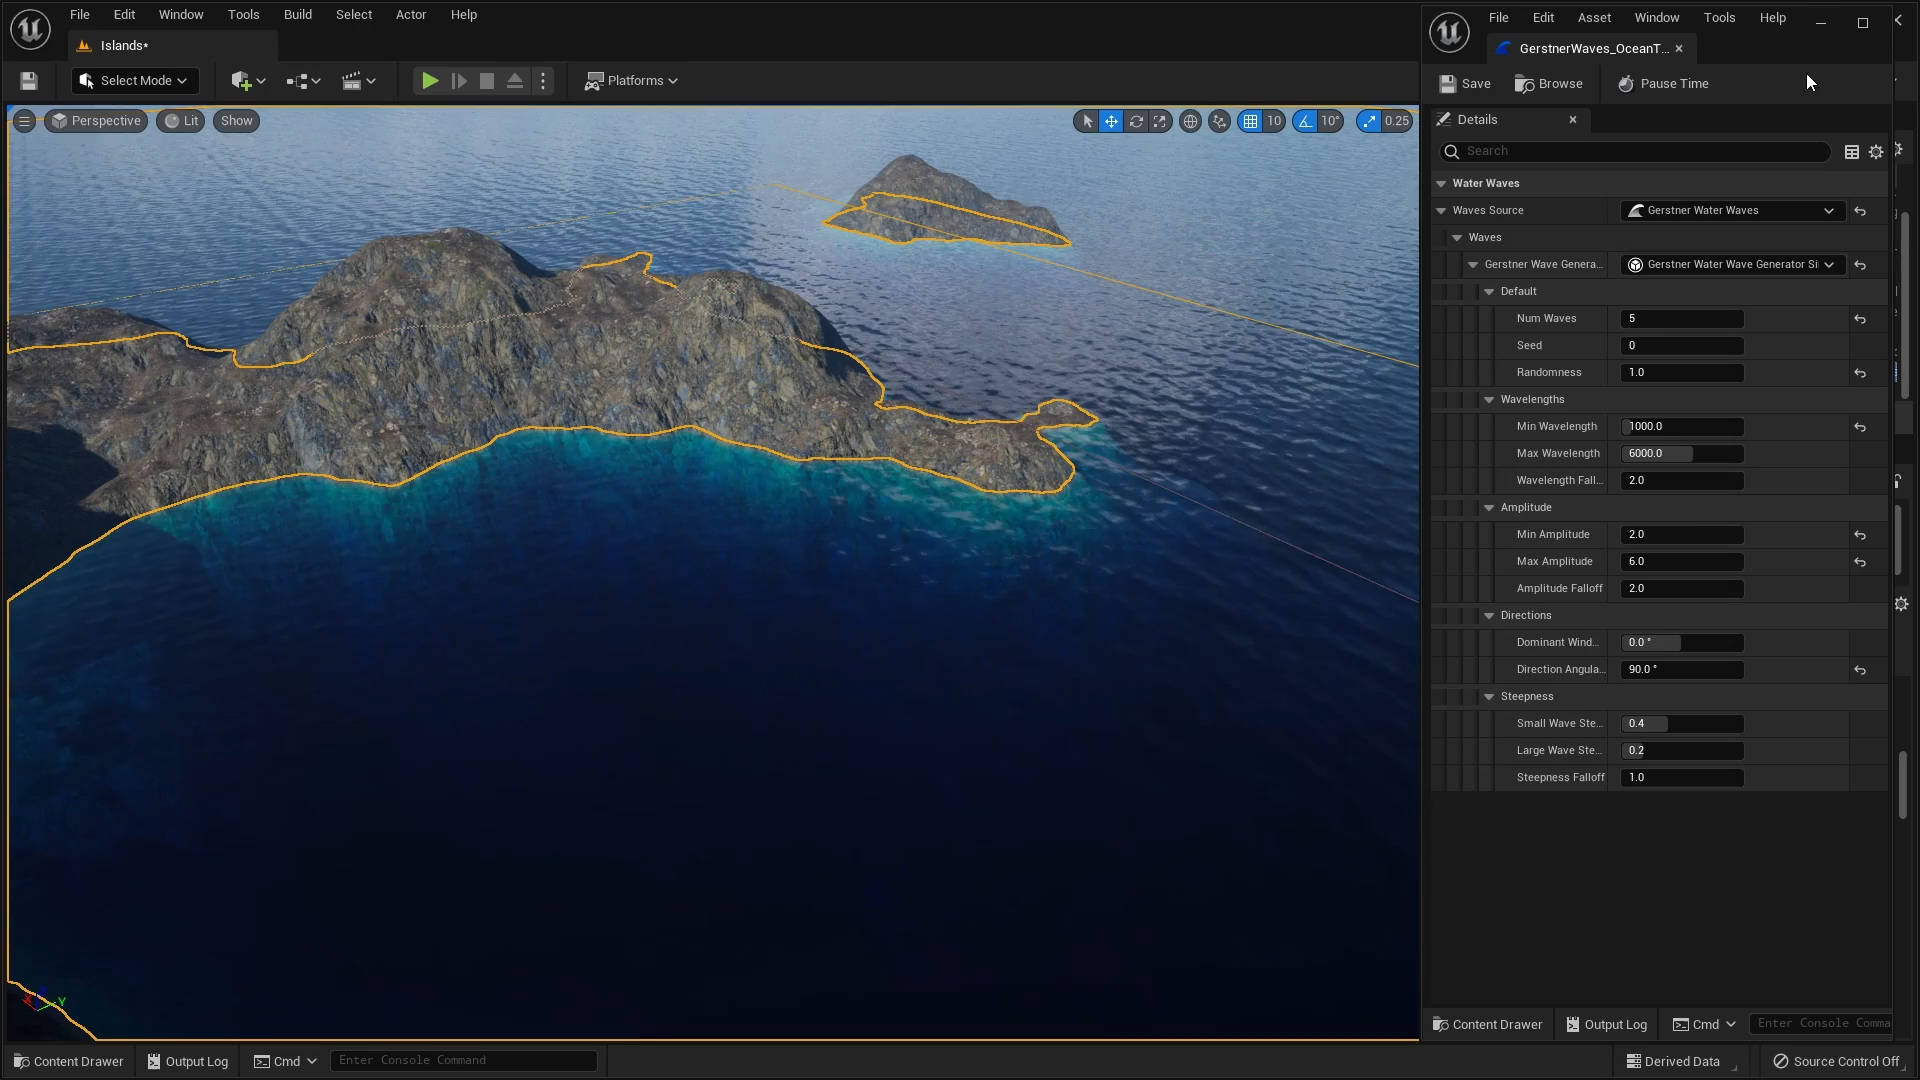 File Edit Window Tools Build Select Actor Help
Islands*
Select Mode
Platforms
Perspective Lit Show
10 10° 0.25
Y
File Edit Asset Window Tools Help
GerstnerWaves_OceanT...
Save Browse Pause Time
Details
Search
Water Waves
Waves Source Gerstner Water Waves
Waves
Gerstner Wave Genera... Gerstner Water Wave Generator Si
Default
Num Waves 5
Seed 0
Randomness 1.0
Wavelengths
Min Wavelength 1000.0
Max Wavelength 6000.0
Wavelength Fall... 2.0
Amplitude
Min Amplitude 2.0
Max Amplitude 6.0
Amplitude Falloff 2.0
Directions
Dominant Wind... 0.0 °
Direction Angula... 90.0 °
Steepness
Small Wave Ste... 0.4
Large Wave Ste... 0.2
Steepness Falloff 1.0
Content Drawer Output Log Cmd Enter Console Comma
Content Drawer Output Log Cmd Enter Console Command
Derived Data Source Control Off